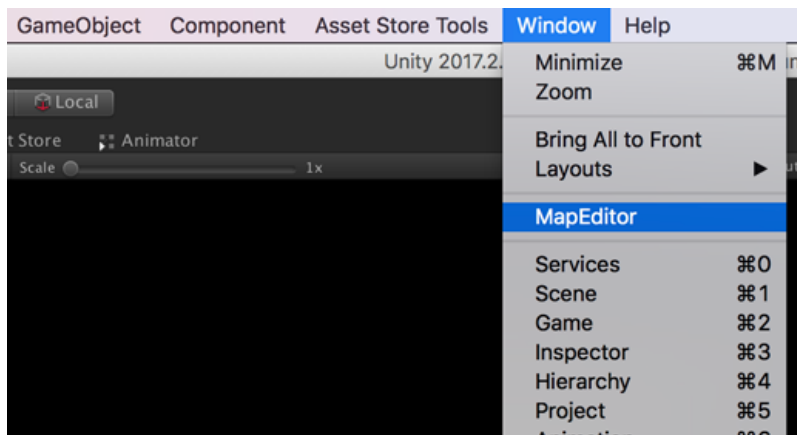 GameObject Component Asset Store Tools Window Help
Unity 2017.2.
Minimize ⌘M
Zoom
Local
Bring All to Front
t Store Animator
Layouts ▶
Scale 1x
MapEditor
Services ⌘0
Scene ⌘1
Game ⌘2
Inspector ⌘3
Hierarchy ⌘4
Project ⌘5